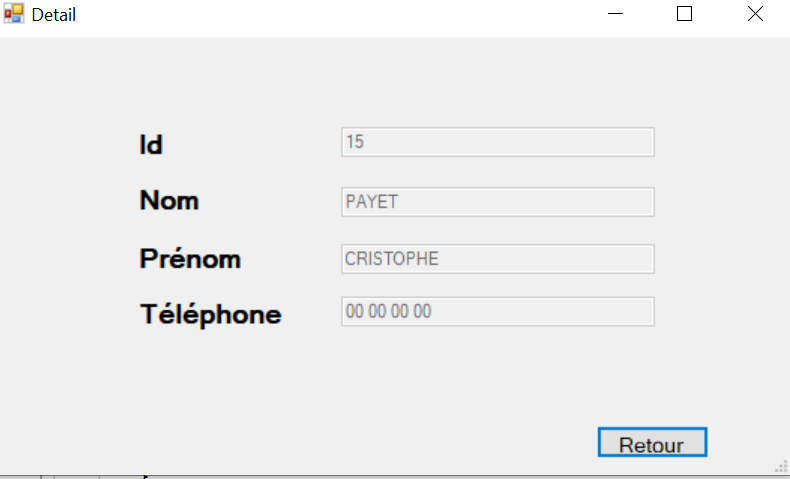 Detail
Id 15
Nom PAYET
Prénom CRISTOPHE
Téléphone 00 00 00 00
Retour